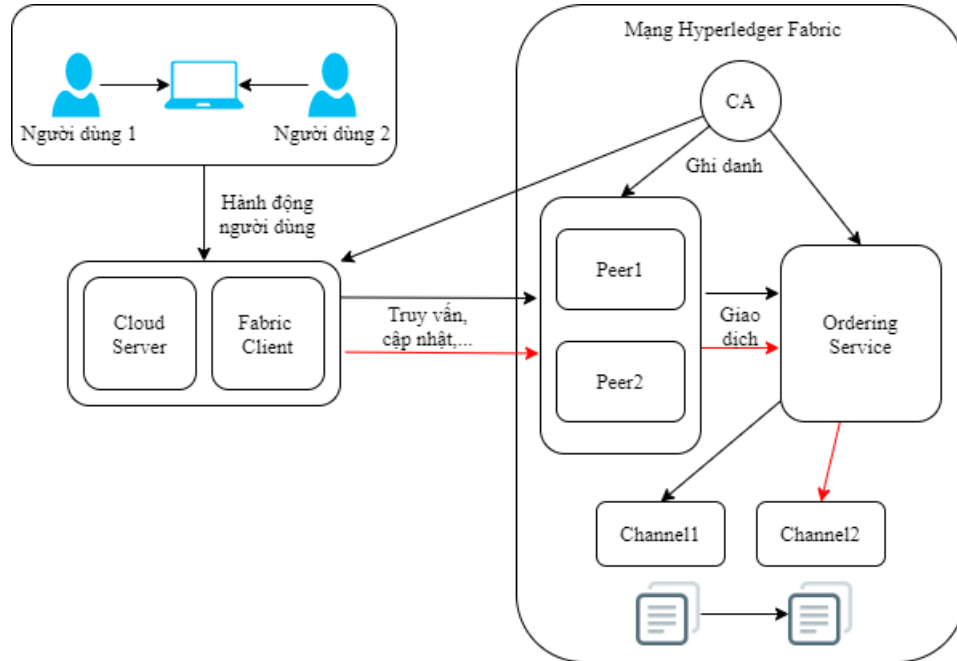 Mạng Hyperledger Fabric
Người dùng 1
Người dùng 2
CA
Ghi danh
Hành động
người dùng
Cloud
Server
Fabric
Client
Truy vấn,
cập nhật,...
Peer1
Peer2
Giao
dịch
Ordering
Service
Channel1
Channel2